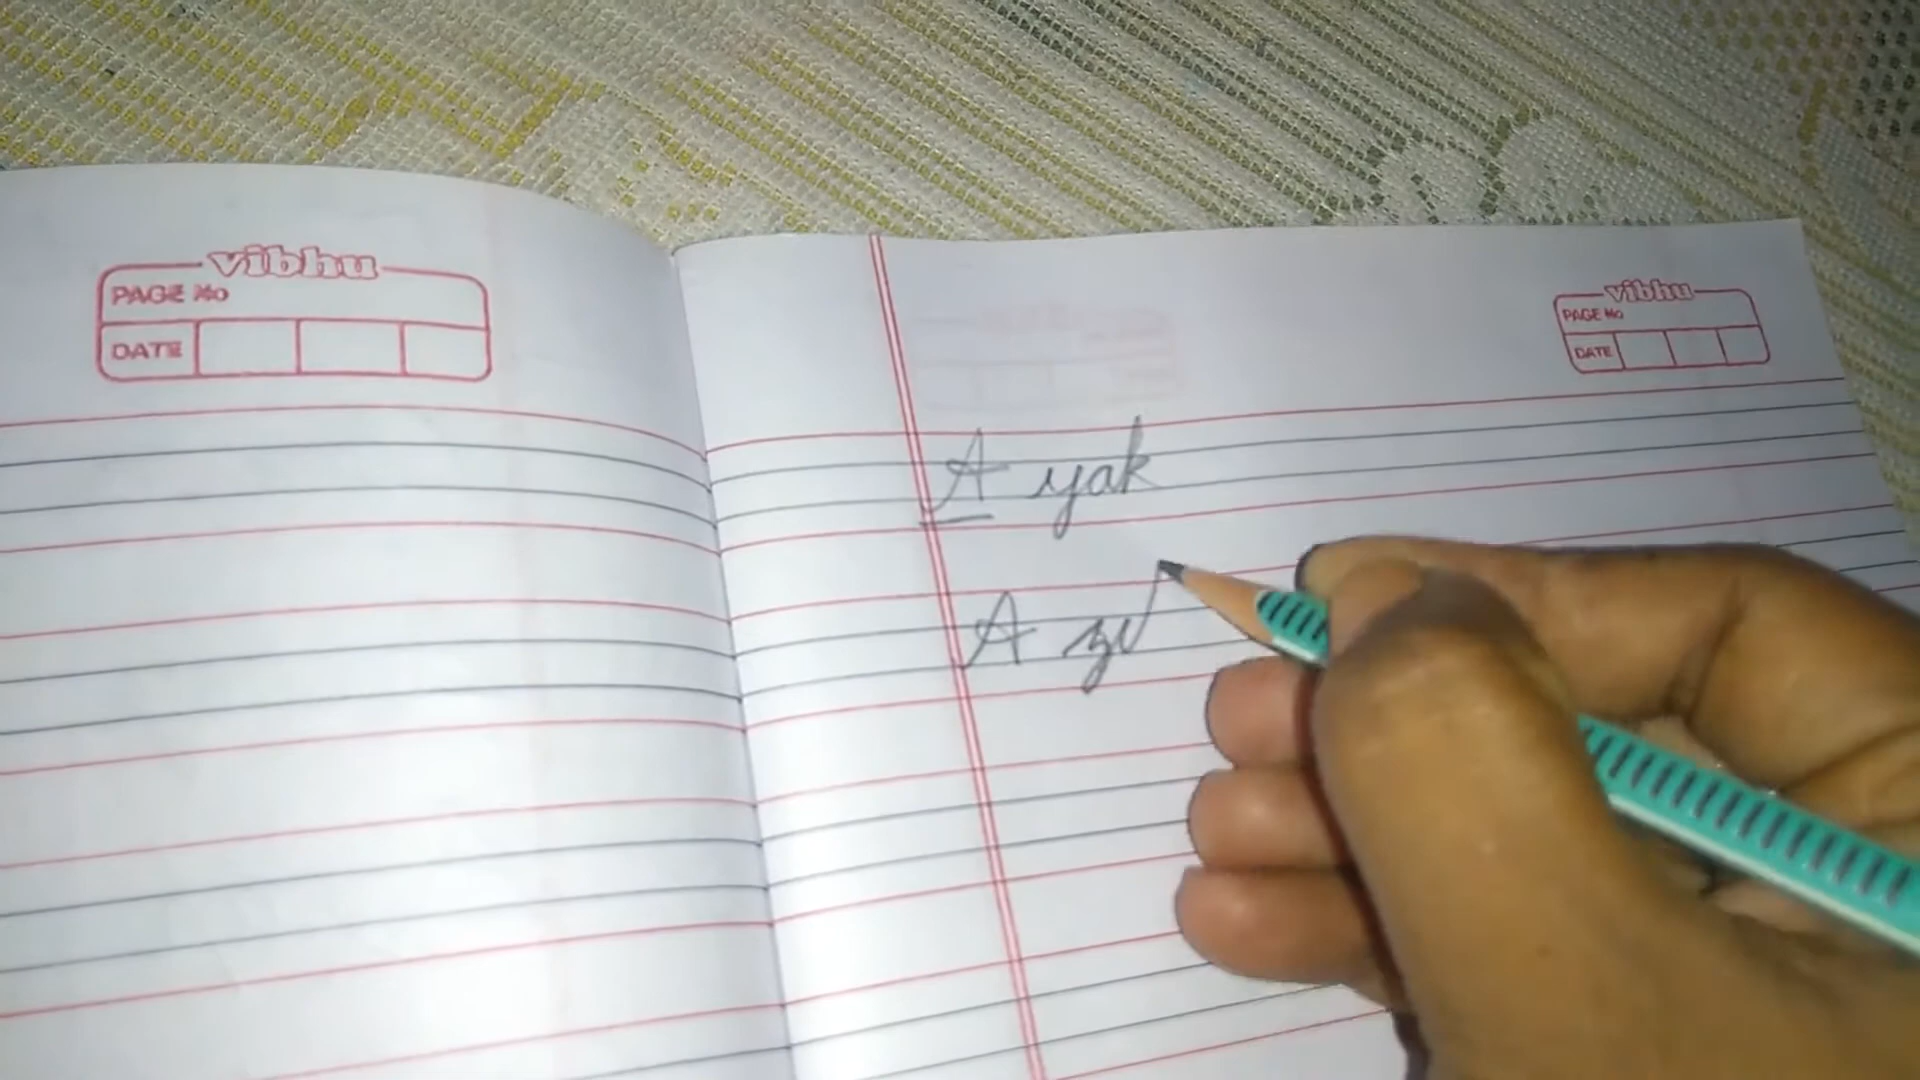 vibhu
PAGE No
DATE
vibhu
PAGE No
DATE
A yak
A